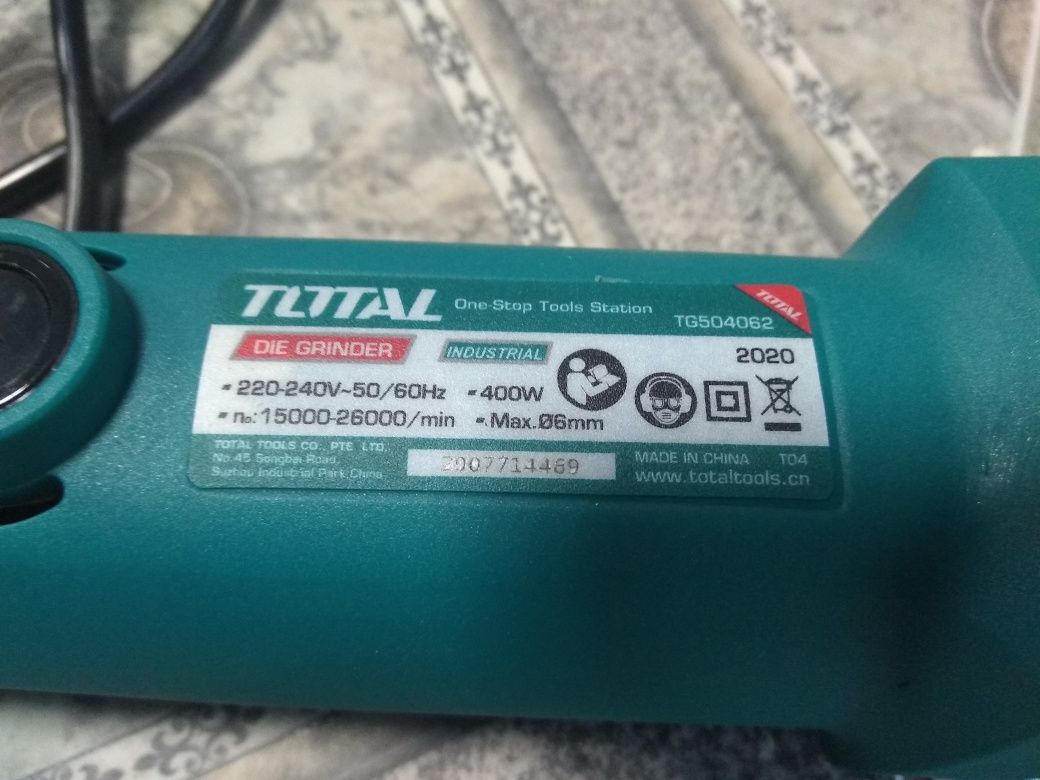 TOTAL One-Stop Tools Station TG504062
TOTAL
DIE GRINDER INDUSTRIAL 2020
▪ 220-240V~50/60Hz ▪ 400W
▪ n₀: 15000-26000/min ▪ Max.Ø6mm
TOTAL TOOLS CO., PTE. LTD.
No.45 Songbei Road,
Suzhou Industrial Park,China.
2007714469
MADE IN CHINA T04
www.totaltools.cn